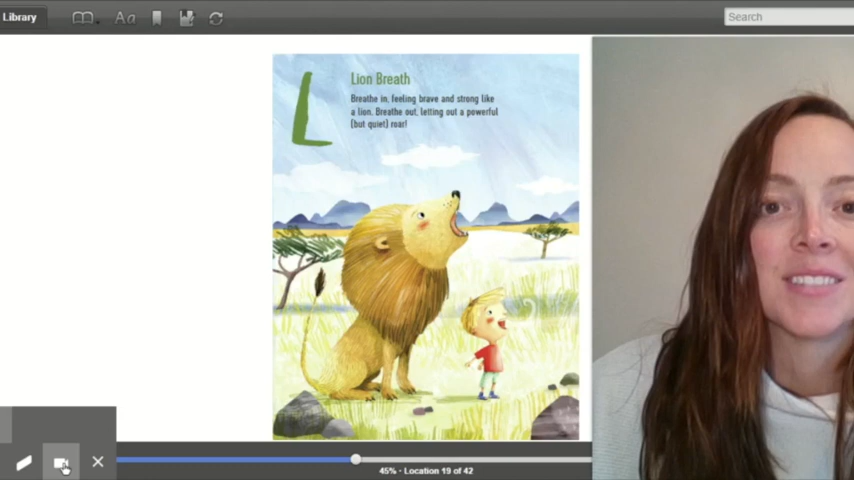 Library
Aa
Search
L
Lion Breath
Breathe in, feeling brave and strong like
a lion. Breathe out, letting out a powerful
(but quiet) roar!
45% · Location 19 of 42